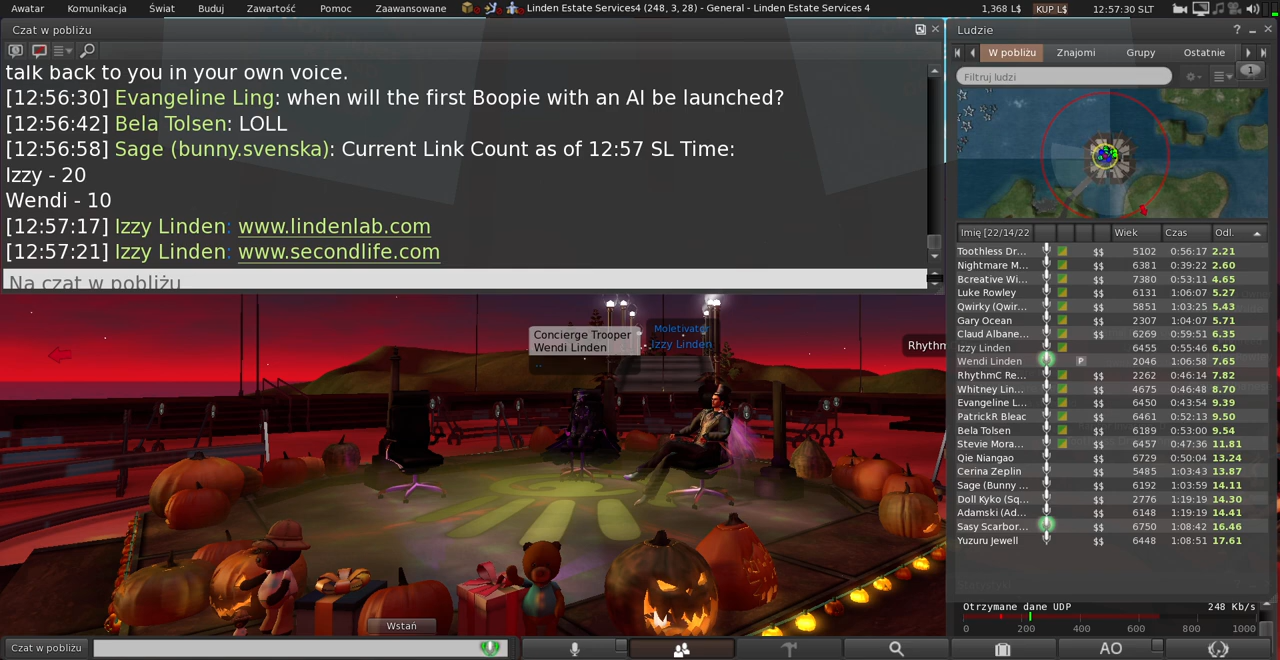 Awatar Komunikacja Świat Buduj Zawartość Pomoc Zaawansowane Linden Estate Services4 (248, 3, 28) - General - Linden Estate Services 4 1,368 L$ KUP L$ 12:57:30 SLT
Czat w pobliżu
talk back to you in your own voice.
[12:56:30] Evangeline Ling: when will the first Boopie with an AI be launched?
[12:56:42] Bela Tolsen: LOLL
[12:56:58] Sage (bunny.svenska): Current Link Count as of 12:57 SL Time:
Izzy - 20
Wendi - 10
[12:57:17] Izzy Linden: www.lindenlab.com
[12:57:21] Izzy Linden: www.secondlife.com
Na czat w pobliżu
Concierge Trooper
Wendi Linden
Moletivator
Izzy Linden
Rhythm
Wstań
Czat w pobliżu
Ludzie
W pobliżu Znajomi Grupy Ostatnie
Filtruj ludzi
1
Imię [22/14/22 Wiek Czas Odl.
Toothless Dr... $$ 5102 0:56:17 2.21
Nightmare M... $$ 6381 0:39:22 2.60
Bcreative Wi... $$ 7380 0:53:11 4.65
Luke Rowley $$ 6131 1:06:07 5.27
Qwirky (Qwir... $$ 5851 1:03:25 5.43
Gary Ocean $$ 2307 1:04:07 5.71
Claud Albane... $$ 6269 0:59:51 6.35
Izzy Linden 6455 0:55:46 6.50
Wendi Linden P 2046 1:06:58 7.65
RhythmC Re... $$ 2262 0:46:14 7.82
Whitney Lin... $$ 4675 0:46:48 8.70
Evangeline L... $$ 6450 0:43:54 9.39
PatrickR Bleac $$ 6461 0:52:13 9.50
Bela Tolsen $$ 6189 0:53:00 9.54
Stevie Mora... $$ 6457 0:47:36 11.81
Qie Niangao $$ 6729 0:50:04 13.24
Cerina Zeplin $$ 5485 1:03:43 13.87
Sage (Bunny ... $$ 6192 1:03:59 14.11
Doll Kyko (Sq... $$ 2776 1:19:19 14.30
Adamski (Ad... $$ 6148 1:19:19 14.41
Sasy Scarbor... $$ 6750 1:08:42 16.46
Yuzuru Jewell $$ 6448 1:08:51 17.61
Statystyki
Otrzymane dane UDP 248 Kb/s
0 200 400 600 800 1000
AO